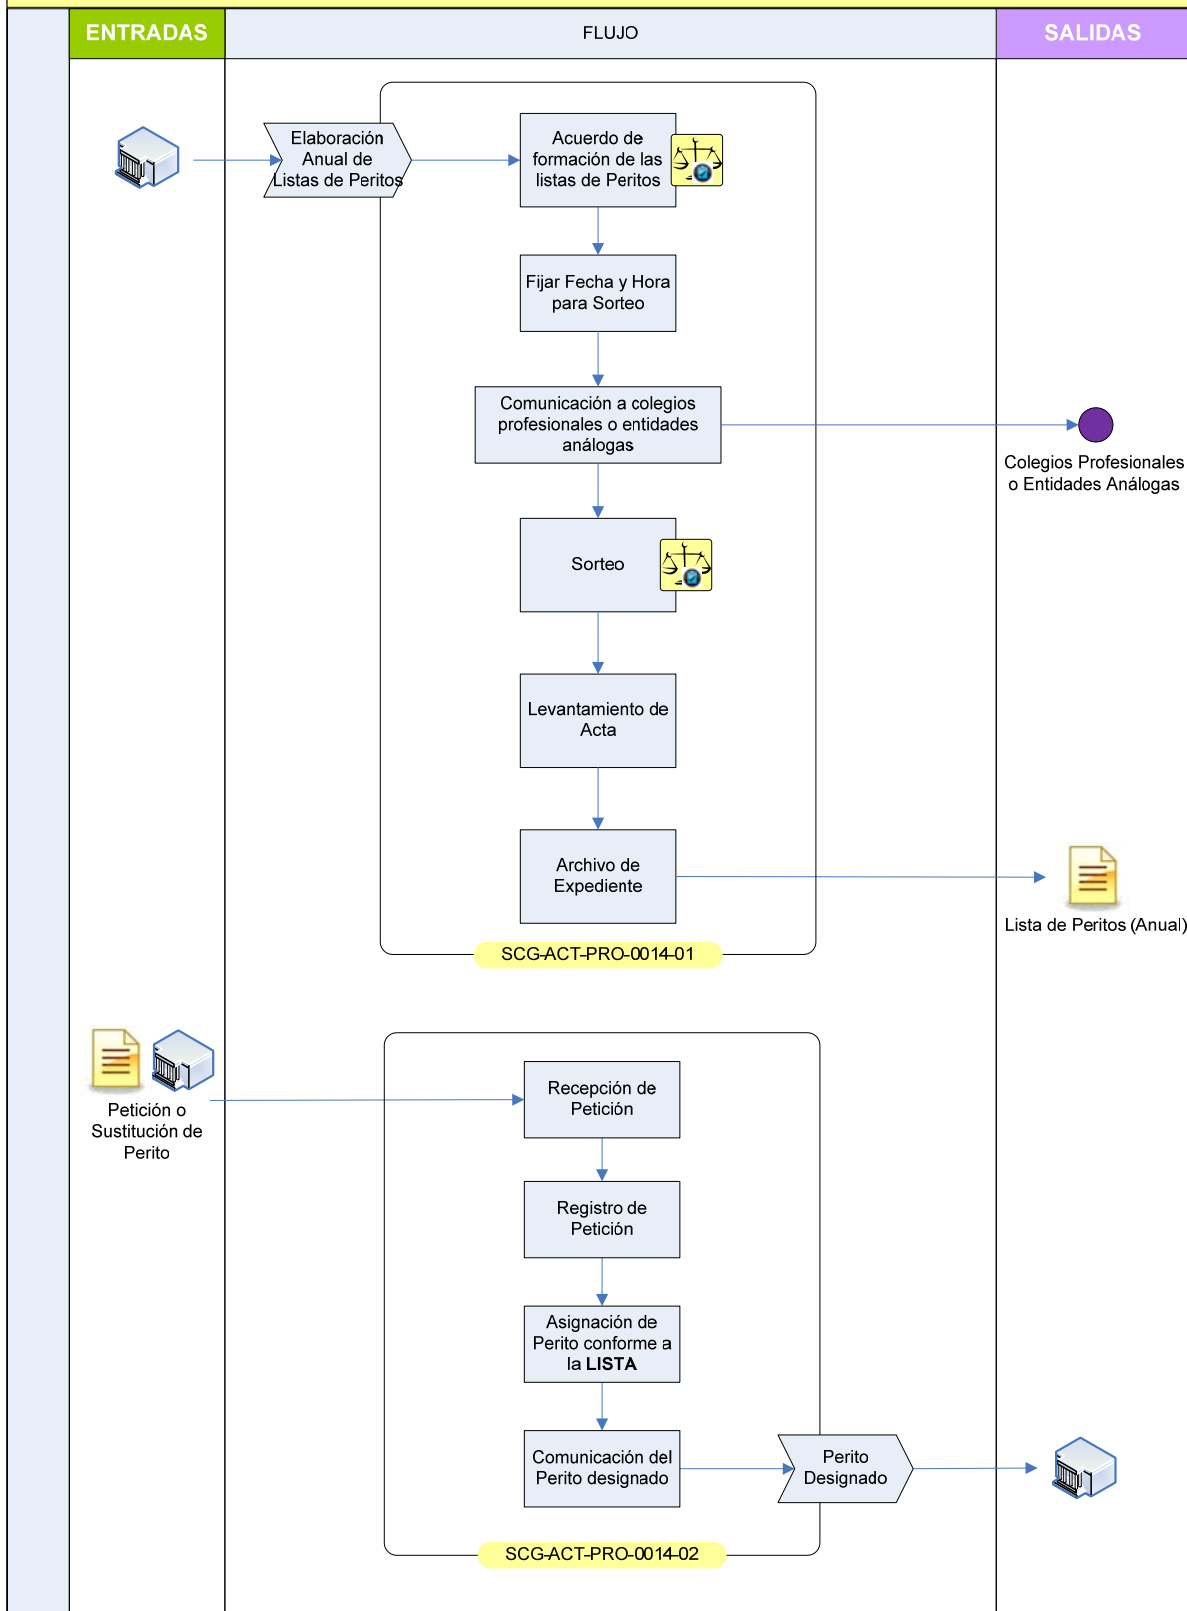 ENTRADAS
FLUJO
SALIDAS
Elaboración
Anual de
Listas de Peritos
Acuerdo de
formación de las
listas de Peritos
Fijar Fecha y Hora
para Sorteo
Comunicación a colegios
profesionales o entidades
análogas
Colegios Profesionales
o Entidades Análogas
Sorteo
Levantamiento de
Acta
Archivo de
Expediente
Lista de Peritos (Anual)
SCG-ACT-PRO-0014-01
Petición o
Sustitución de
Perito
Recepción de
Petición
Registro de
Petición
Asignación de
Perito conforme a
la LISTA
Comunicación del
Perito designado
Perito
Designado
SCG-ACT-PRO-0014-02